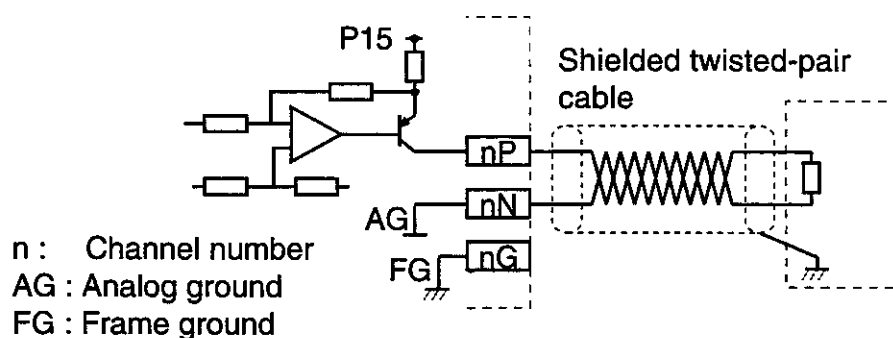 P15
Shielded twisted-pair
cable
nP
nN
AG
nG
FG
n : Channel number
AG : Analog ground
FG : Frame ground